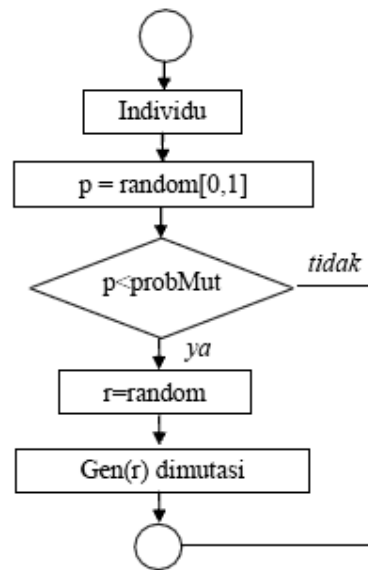 Individu
p = random[0,1]
p<probMut
tidak
ya
r=random
Gen(r) dimutasi